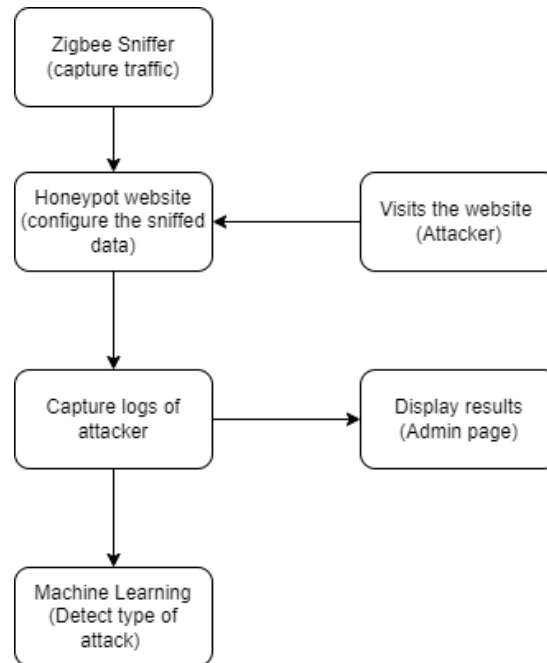 Zigbee Sniffer
(capture traffic)
Honeypot website
(configure the sniffed
data)
Visits the website
(Attacker)
Capture logs of
attacker
Display results
(Admin page)
Machine Learning
(Detect type of
attack)